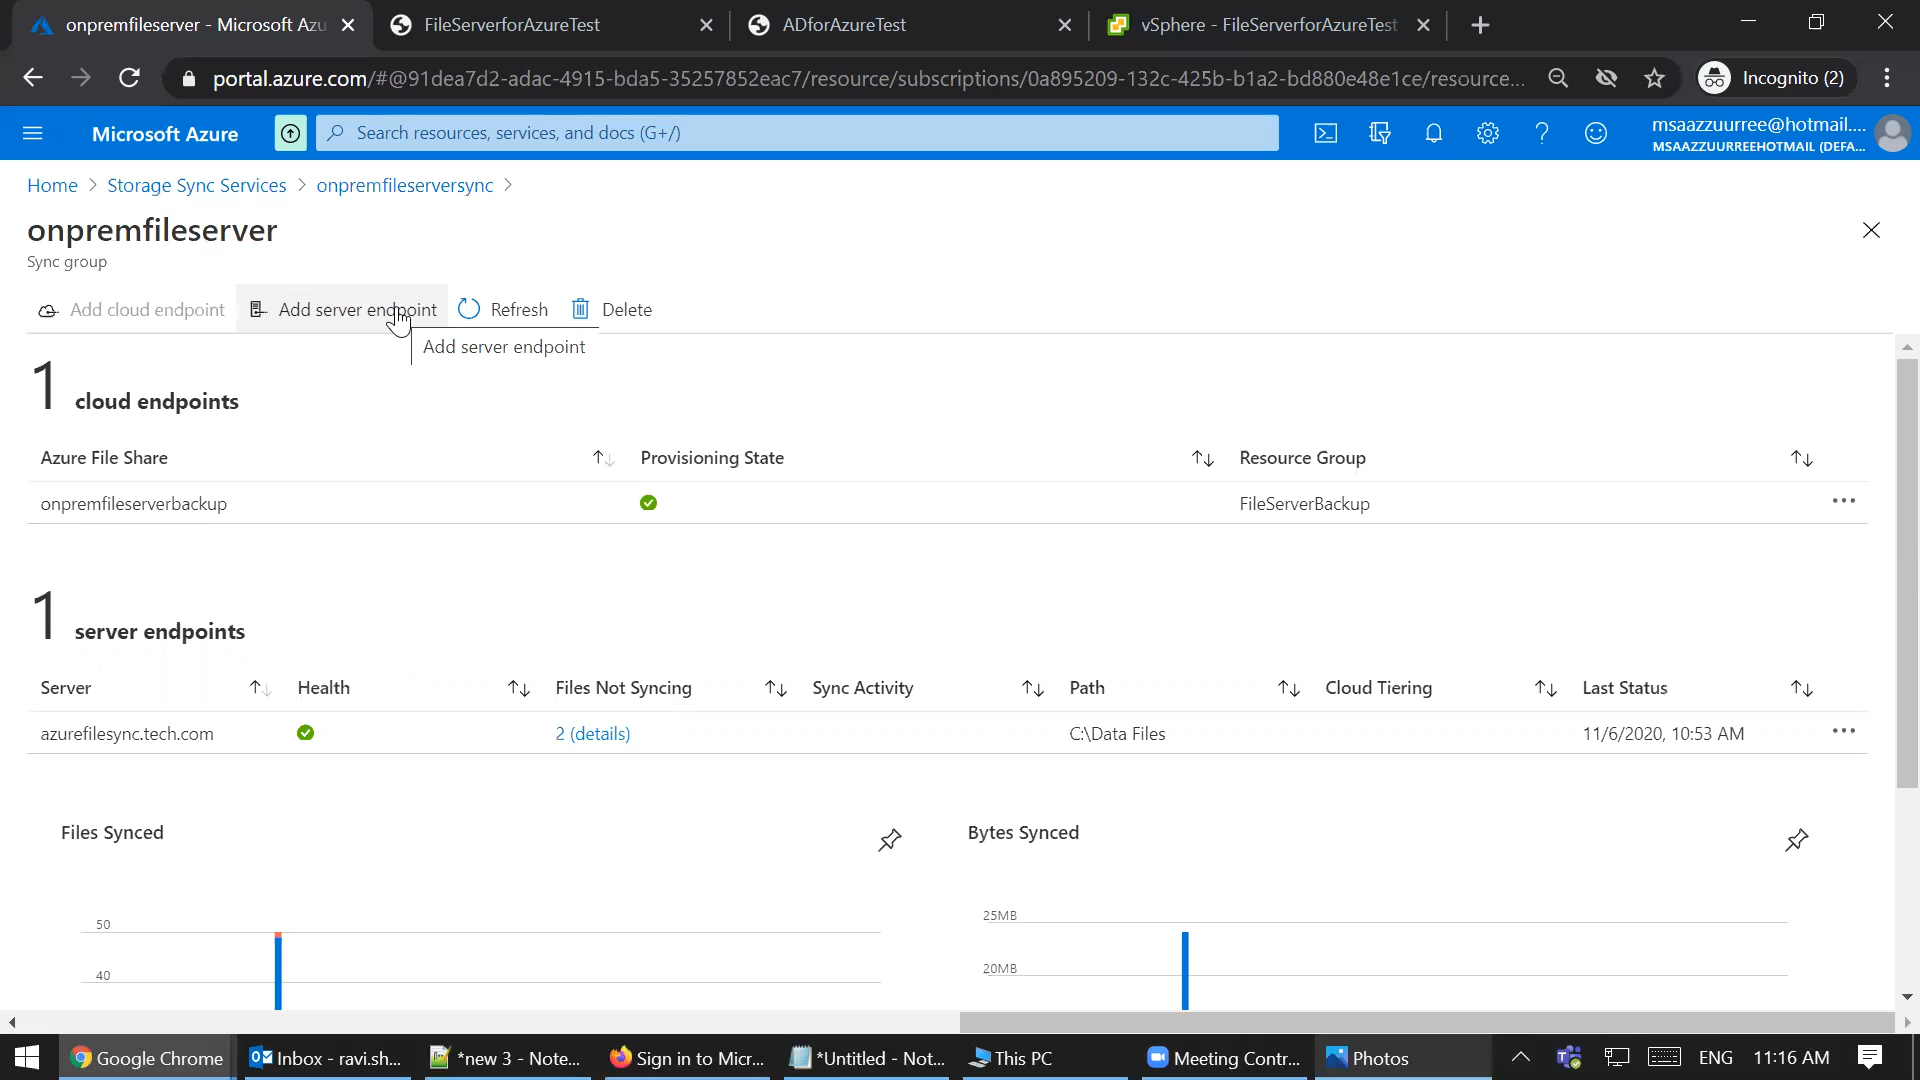 onpremfileserver - Microsoft Azu
FileServerforAzureTest
ADforAzureTest
vSphere - FileServerforAzureTest
portal.azure.com/#@91dea7d2-adac-4915-bda5-35257852eac7/resource/subscriptions/0a895209-132c-425b-b1a2-bd880e48e1ce/resource...
Incognito (2)
Microsoft Azure
Search resources, services, and docs (G+/)
msaazzuurree@hotmail....
MSAAZZUURREEHOTMAIL (DEFA...
Home > Storage Sync Services > onpremfileserversync >
onpremfileserver
Sync group
Add cloud endpoint
Add server endpoint
Refresh
Delete
Add server endpoint
1 cloud endpoints
Azure File Share
Provisioning State
Resource Group
onpremfileserverbackup
FileServerBackup
1 server endpoints
Server
Health
Files Not Syncing
Sync Activity
Path
Cloud Tiering
Last Status
azurefilesync.tech.com
2 (details)
C:\Data Files
11/6/2020, 10:53 AM
Files Synced
Bytes Synced
50
40
25MB
20MB
Google Chrome
Inbox - ravi.sh...
*new 3 - Note...
Sign in to Micr...
*Untitled - Not...
This PC
Meeting Contr...
Photos
ENG
11:16 AM